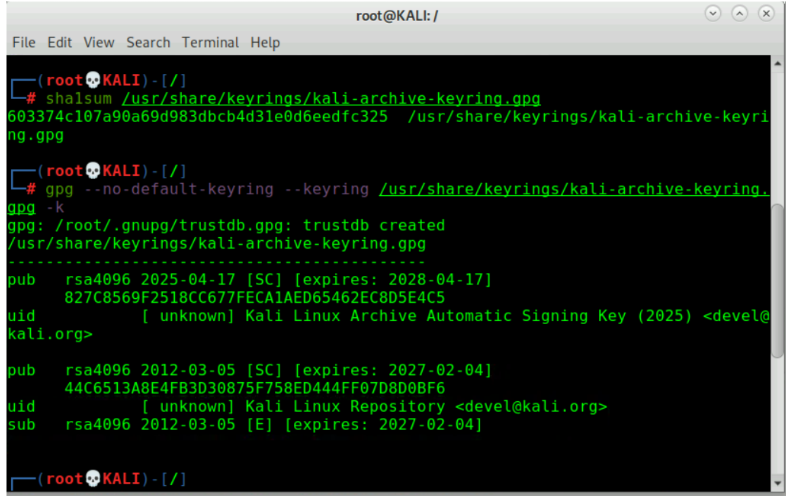 root@KALI: /
File Edit View Search Terminal Help
┌──(root💀KALI)-[/]
└─# sha1sum /usr/share/keyrings/kali-archive-keyring.gpg
603374c107a90a69d983dbcb4d31e0d6eedfc325  /usr/share/keyrings/kali-archive-keyri
ng.gpg
┌──(root💀KALI)-[/]
└─# gpg --no-default-keyring --keyring /usr/share/keyrings/kali-archive-keyring.
gpg -k
gpg: /root/.gnupg/trustdb.gpg: trustdb created
/usr/share/keyrings/kali-archive-keyring.gpg
--------------------------------------------
pub   rsa4096 2025-04-17 [SC] [expires: 2028-04-17]
      827C8569F2518CC677FECA1AED65462EC8D5E4C5
uid           [ unknown] Kali Linux Archive Automatic Signing Key (2025) <devel@
kali.org>
pub   rsa4096 2012-03-05 [SC] [expires: 2027-02-04]
      44C6513A8E4FB3D30875F758ED444FF07D8D0BF6
uid           [ unknown] Kali Linux Repository <devel@kali.org>
sub   rsa4096 2012-03-05 [E] [expires: 2027-02-04]
┌──(root💀KALI)-[/]